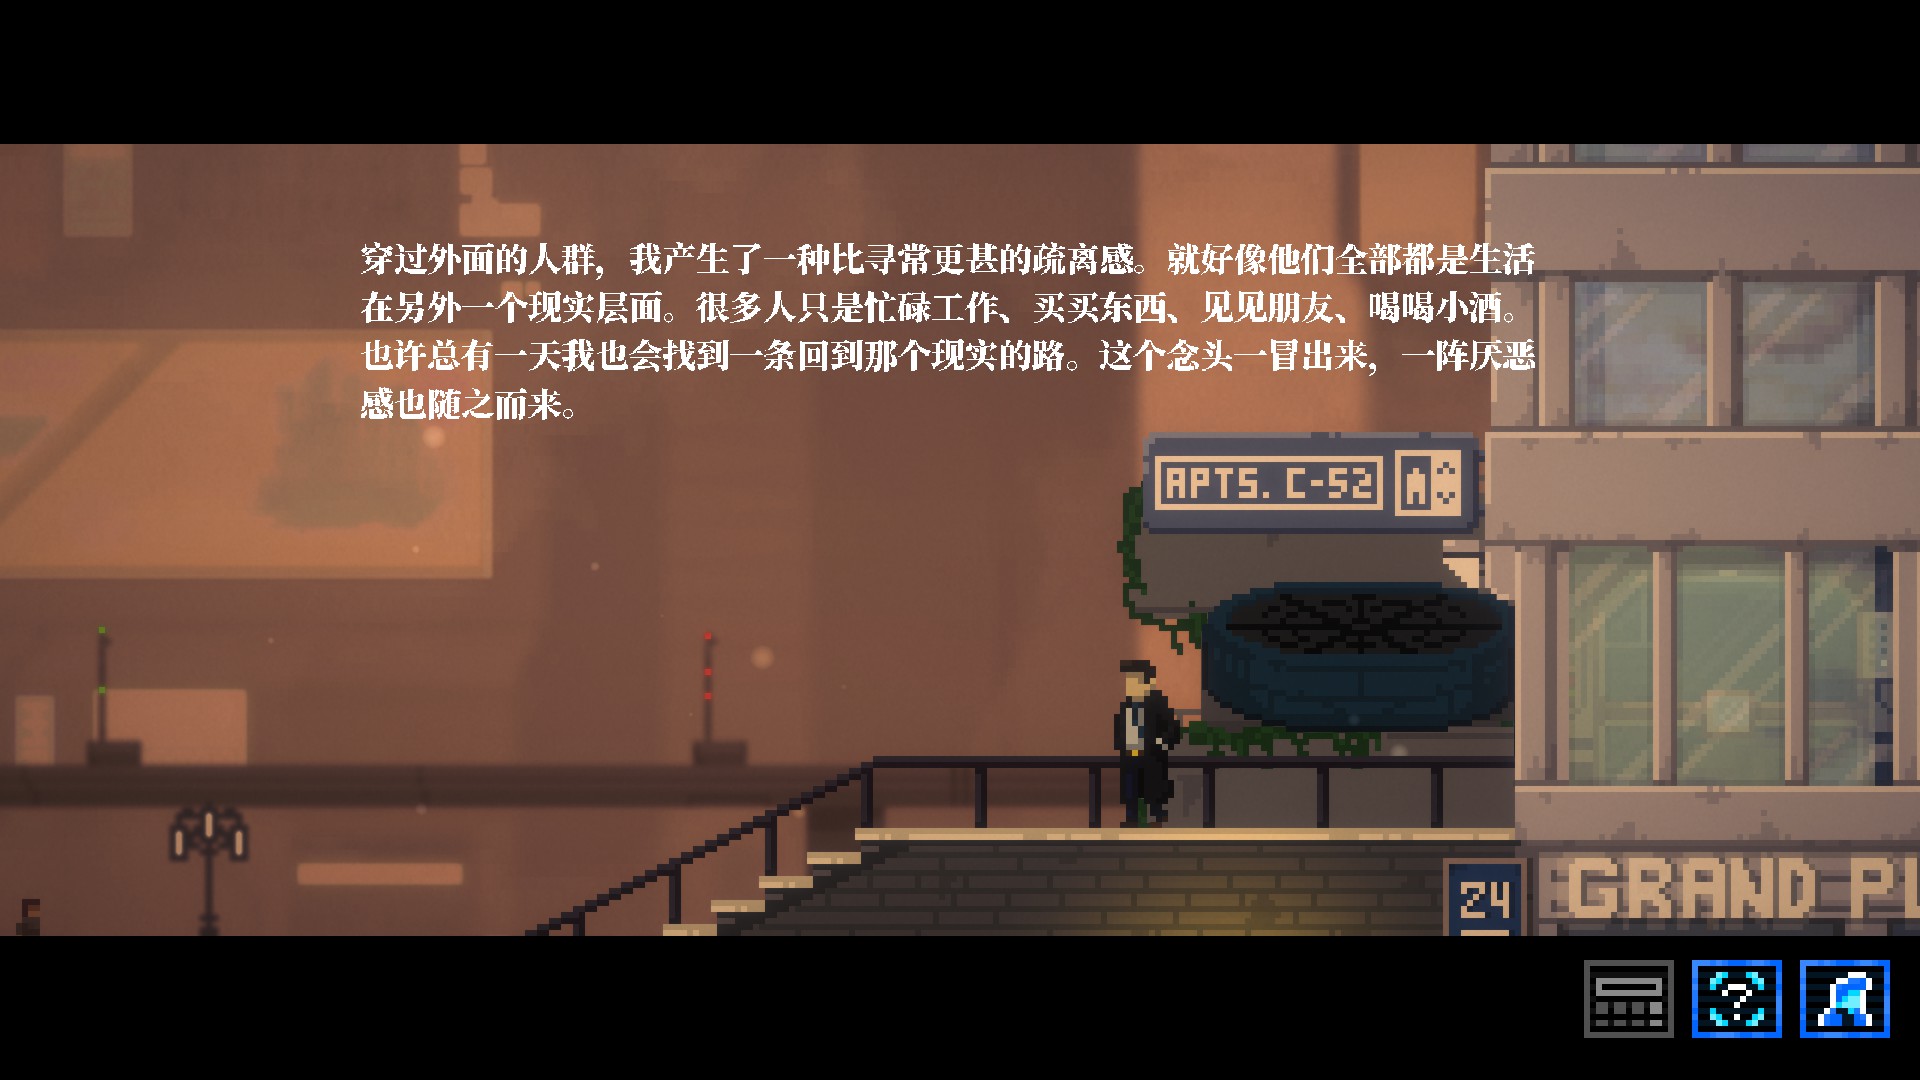 穿过外面的人群，我产生了一种比寻常更甚的疏离感。就好像他们全部都是生活
在另外一个现实层面。很多人只是忙碌工作、买买东西、见见朋友、喝喝小酒。
也许总有一天我也会找到一条回到那个现实的路。这个念头一冒出来，一阵厌恶
感也随之而来。
APTS. C-52
24
GRAND PL
?